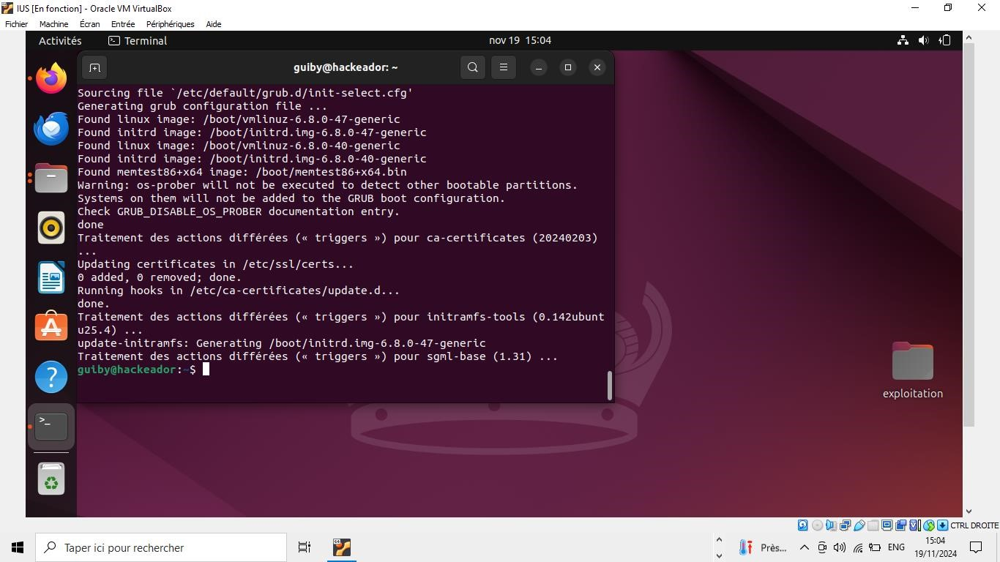 IUS [En fonction] - Oracle VM VirtualBox
Fichier Machine Écran Entrée Périphériques Aide
Activités Terminal nov 19 15:04
guiby@hackeador: ~
Sourcing file `/etc/default/grub.d/init-select.cfg'
Generating grub configuration file ...
Found linux image: /boot/vmlinuz-6.8.0-47-generic
Found initrd image: /boot/initrd.img-6.8.0-47-generic
Found linux image: /boot/vmlinuz-6.8.0-40-generic
Found initrd image: /boot/initrd.img-6.8.0-40-generic
Found memtest86+x64 image: /boot/memtest86+x64.bin
Warning: os-prober will not be executed to detect other bootable partitions.
Systems on them will not be added to the GRUB boot configuration.
Check GRUB_DISABLE_OS_PROBER documentation entry.
done
Traitement des actions différées (« triggers ») pour ca-certificates (20240203)
...
Updating certificates in /etc/ssl/certs...
0 added, 0 removed; done.
Running hooks in /etc/ca-certificates/update.d...
done.
Traitement des actions différées (« triggers ») pour initramfs-tools (0.142ubunt
u25.4) ...
update-initramfs: Generating /boot/initrd.img-6.8.0-47-generic
Traitement des actions différées (« triggers ») pour sgml-base (1.31) ...
guiby@hackeador:~$
exploitation
CTRL DROITE
Taper ici pour rechercher
Près...
ENG
15:04
19/11/2024